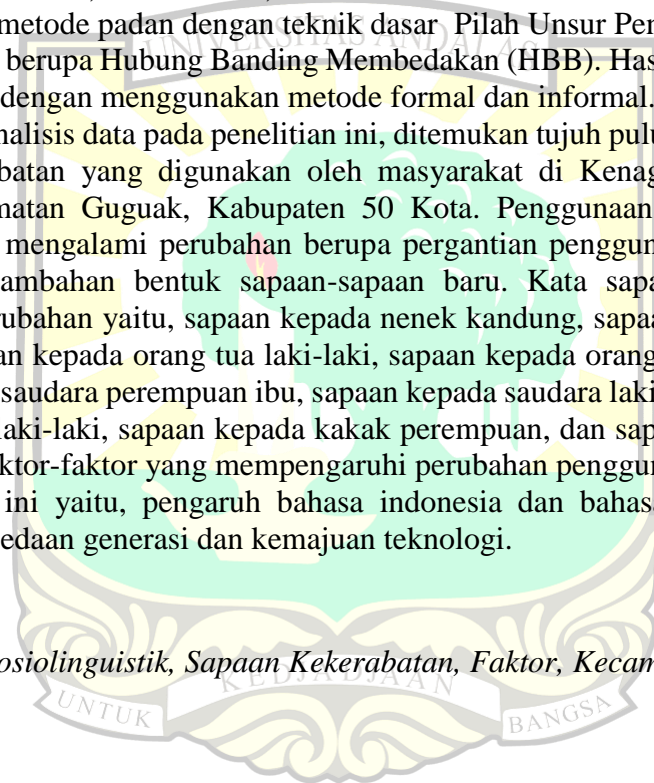 metode padan dengan teknik dasar Pilah Unsur Pen
UNIVERSITAS ANDALAS
berupa Hubung Banding Membedakan (HBB). Has
dengan menggunakan metode formal dan informal.
nalisis data pada penelitian ini, ditemukan tujuh pulu
batan yang digunakan oleh masyarakat di Kenag
matan Guguak, Kabupaten 50 Kota. Penggunaan
mengalami perubahan berupa pergantian penggun
ambahan bentuk sapaan-sapaan baru. Kata sapa
rubahan yaitu, sapaan kepada nenek kandung, sapaa
an kepada orang tua laki-laki, sapaan kepada orang
saudara perempuan ibu, sapaan kepada saudara laki
laki-laki, sapaan kepada kakak perempuan, dan sap
aktor-faktor yang mempengaruhi perubahan penggun
ini yaitu, pengaruh bahasa indonesia dan bahasa
edaan generasi dan kemajuan teknologi.
osiolinguistik, Sapaan Kekerabatan, Faktor, Kecam
KEDJADJAAN
UNTUK BANGSA